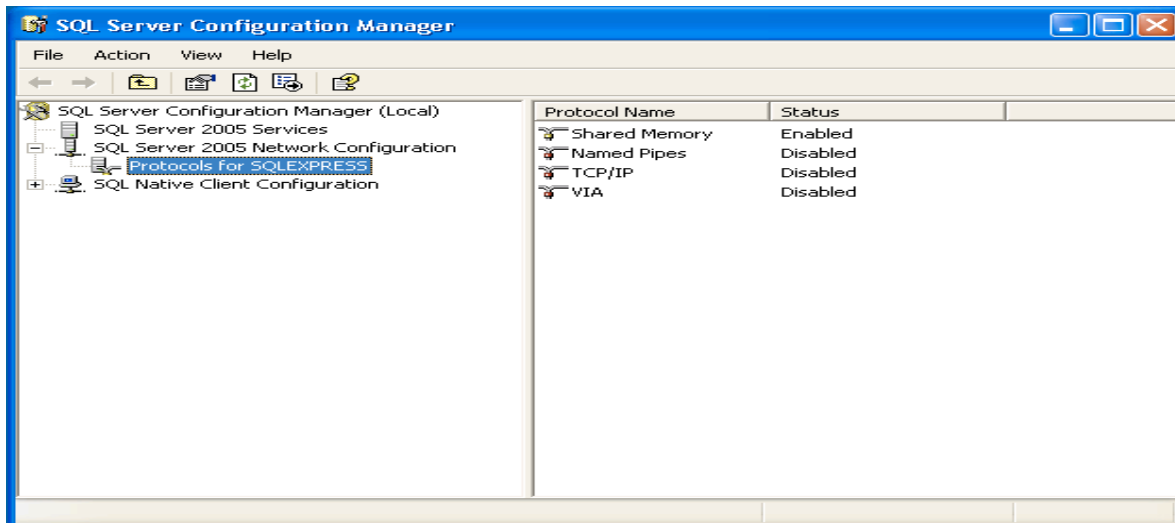 SQL Server Configuration Manager
File Action View Help
SQL Server Configuration Manager (Local)
SQL Server 2005 Services
SQL Server 2005 Network Configuration
Protocols for SQLEXPRESS
SQL Native Client Configuration
Protocol Name Status
Shared Memory Enabled
Named Pipes Disabled
TCP/IP Disabled
VIA Disabled